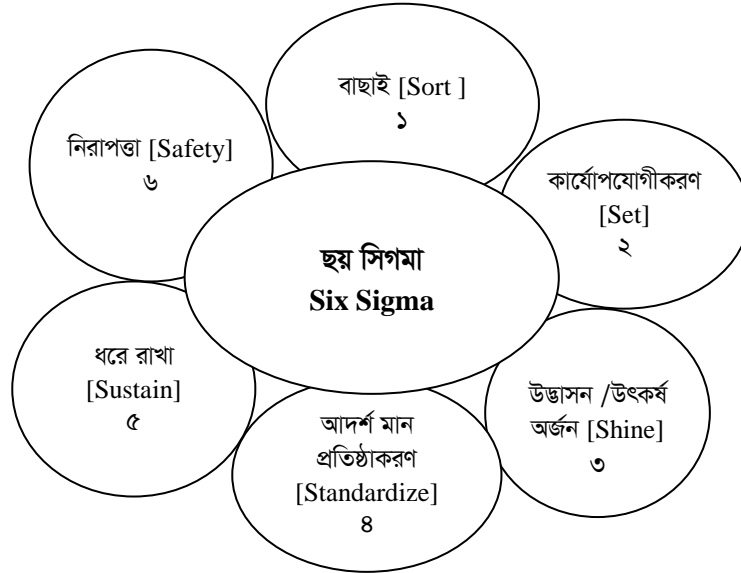 বাছাই [Sort ]
১
নিরাপত্তা [Safety]
৬
কার্যোপযোগীকরণ
[Set]
২
ছয় সিগমা
Six Sigma
ধরে রাখা
[Sustain]
৫
উদ্ভাসন /উৎকর্ষ
অর্জন [Shine]
৩
আদর্শ মান
প্রতিষ্ঠাকরণ
[Standardize]
৪